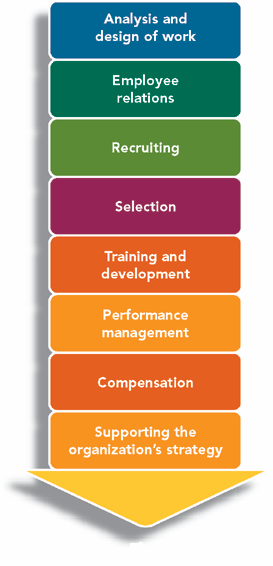 Analysis and
design of work
Employee
relations
Recruiting
Selection
Training and
development
Performance
management
Compensation
Supporting the
organization's strategy